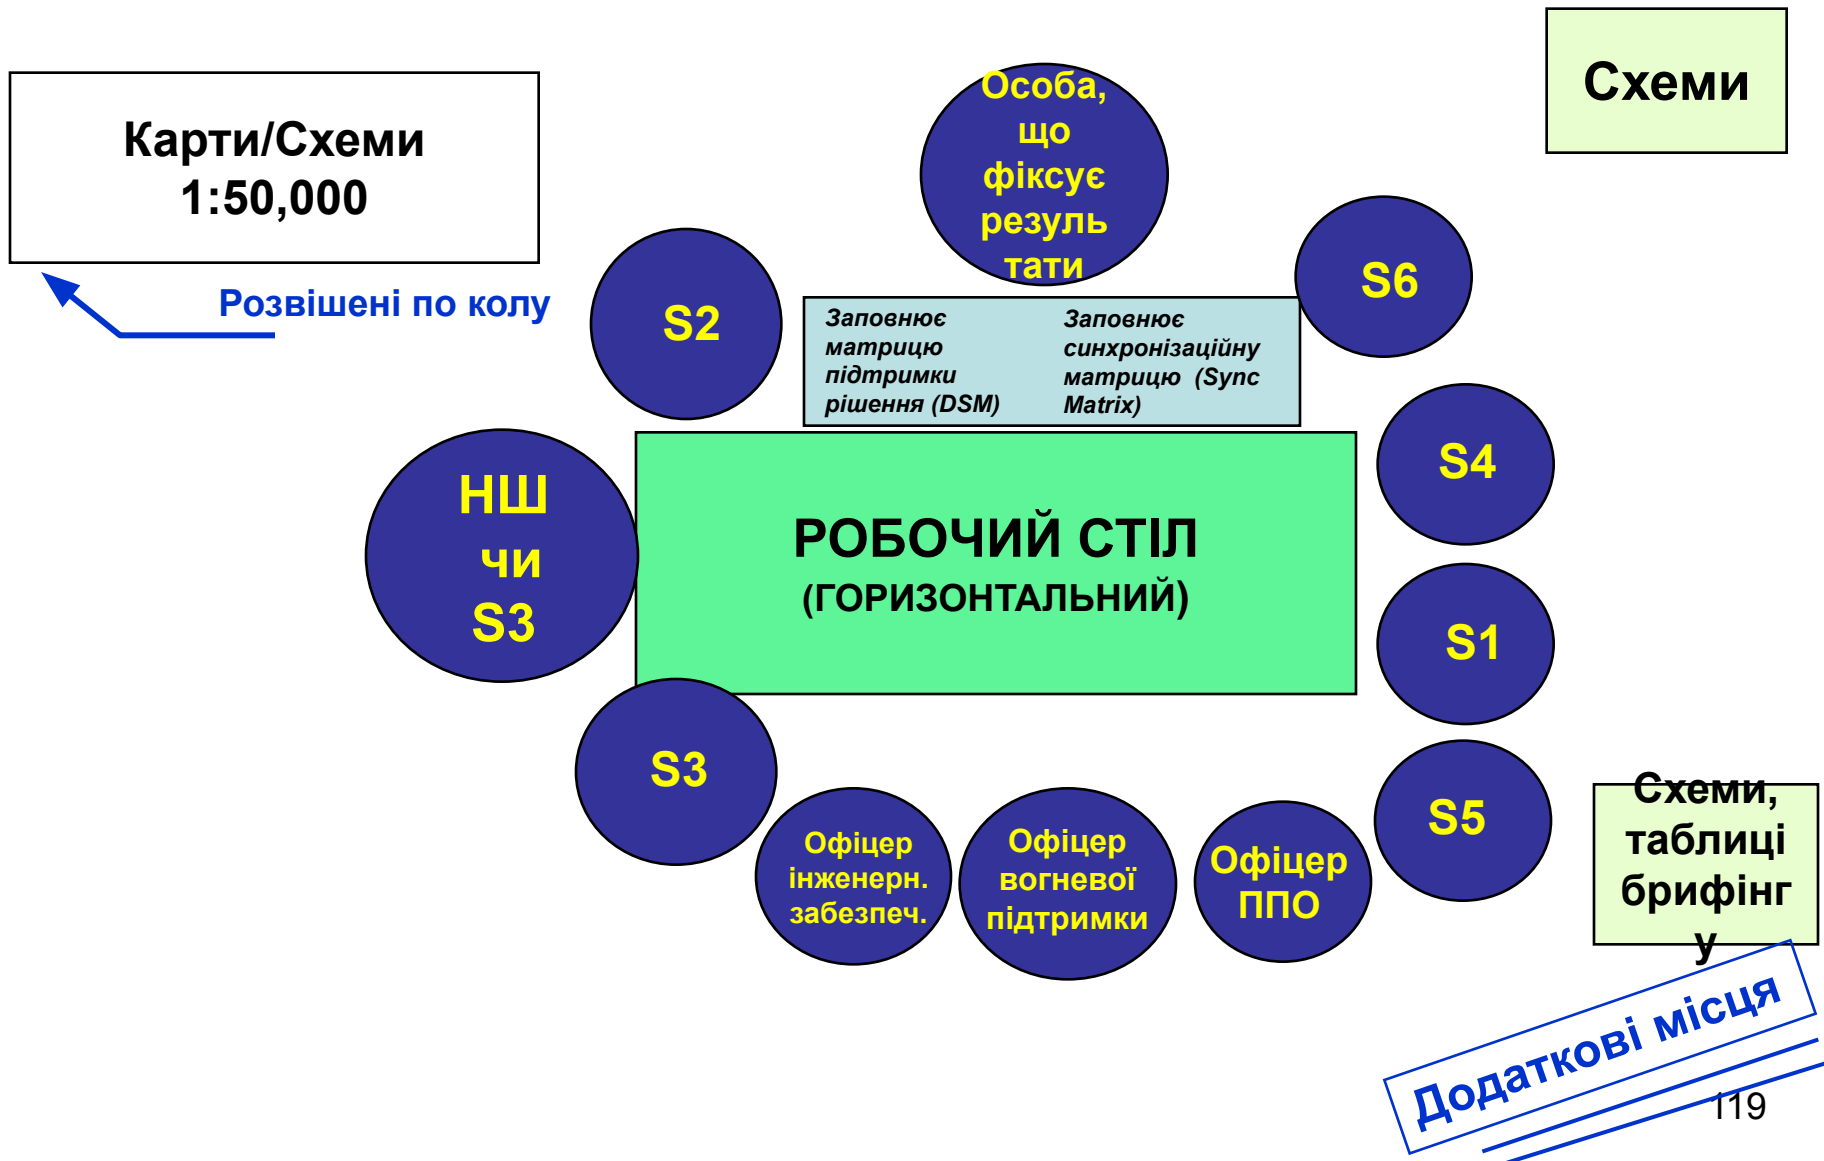 Схеми
Карти/Схеми
1:50,000
Розвішені по колу
Особа,
що
фіксує
резуль
тати
S6
S2
Заповнює
матрицю
підтримки
рішення (DSM)
Заповнює
синхронізаційну
матрицю (Sync
Matrix)
S4
НШ
чи
S3
РОБОЧИЙ СТІЛ
(ГОРИЗОНТАЛЬНИЙ)
S1
S3
S5
Офіцер
інженерн.
забезпеч.
Офіцер
вогневої
підтримки
Офіцер
ППО
Схеми,
таблиці
брифінг
у
Додаткові місця
119